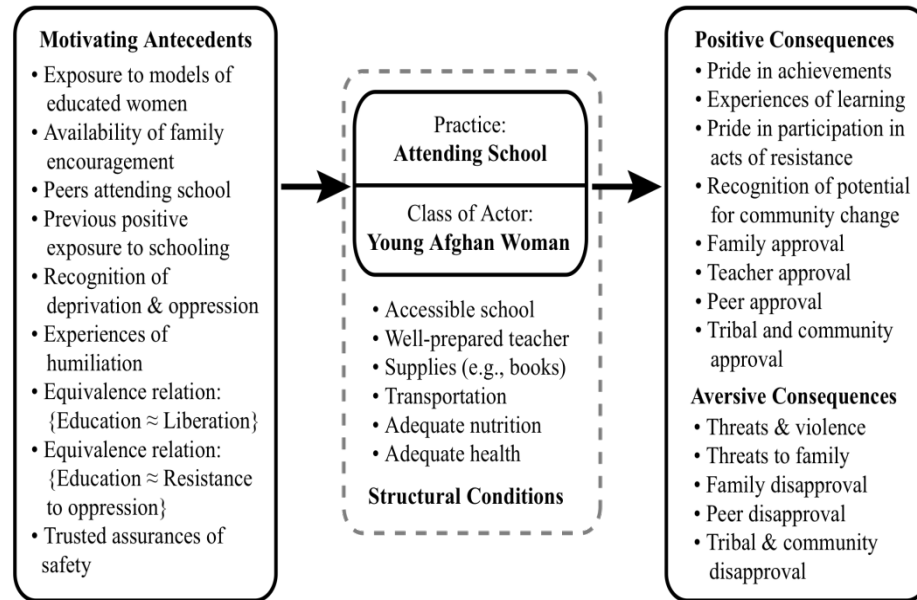 Motivating Antecedents
• Exposure to models of
educated women
• Availability of family
encouragement
• Peers attending school
• Previous positive
exposure to schooling
• Recognition of
deprivation & oppression
• Experiences of
humiliation
• Equivalence relation:
{Education ≈ Liberation}
• Equivalence relation:
{Education ≈ Resistance
to oppression}
• Trusted assurances of
safety
Practice:
Attending School
Class of Actor:
Young Afghan Woman
• Accessible school
• Well-prepared teacher
• Supplies (e.g., books)
• Transportation
• Adequate nutrition
• Adequate health
Structural Conditions
Positive Consequences
• Pride in achievements
• Experiences of learning
• Pride in participation in
acts of resistance
• Recognition of potential
for community change
• Family approval
• Teacher approval
• Peer approval
• Tribal and community
approval
Aversive Consequences
• Threats & violence
• Threats to family
• Family disapproval
• Peer disapproval
• Tribal & community
disapproval